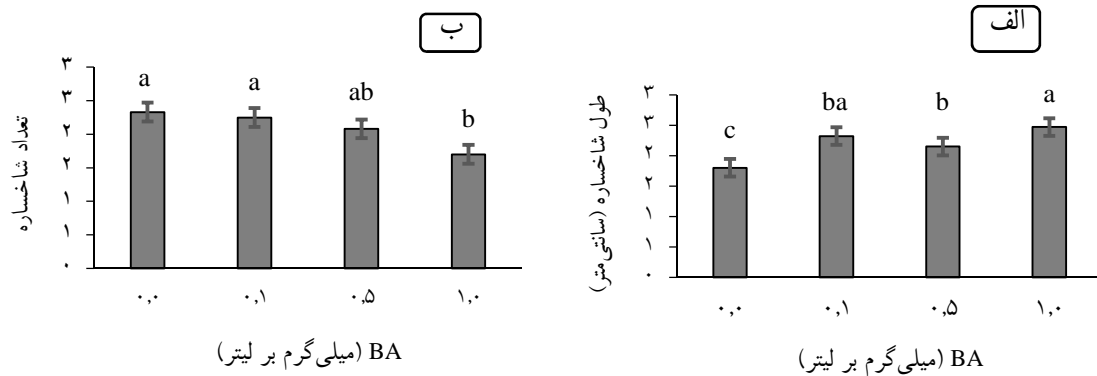 الف
طول شاخساره (سانتی‌متر)
۳
۳
۲
۲
۱
۱
۰
c
ba
b
a
۰,۰ ۰,۱ ۰,۵ ۱,۰
BA (میلی‌گرم بر لیتر)
ب
تعداد شاخساره
۳
۳
۲
۲
۱
۱
۰
a
a
ab
b
۰,۰ ۰,۱ ۰,۵ ۱,۰
BA (میلی‌گرم بر لیتر)